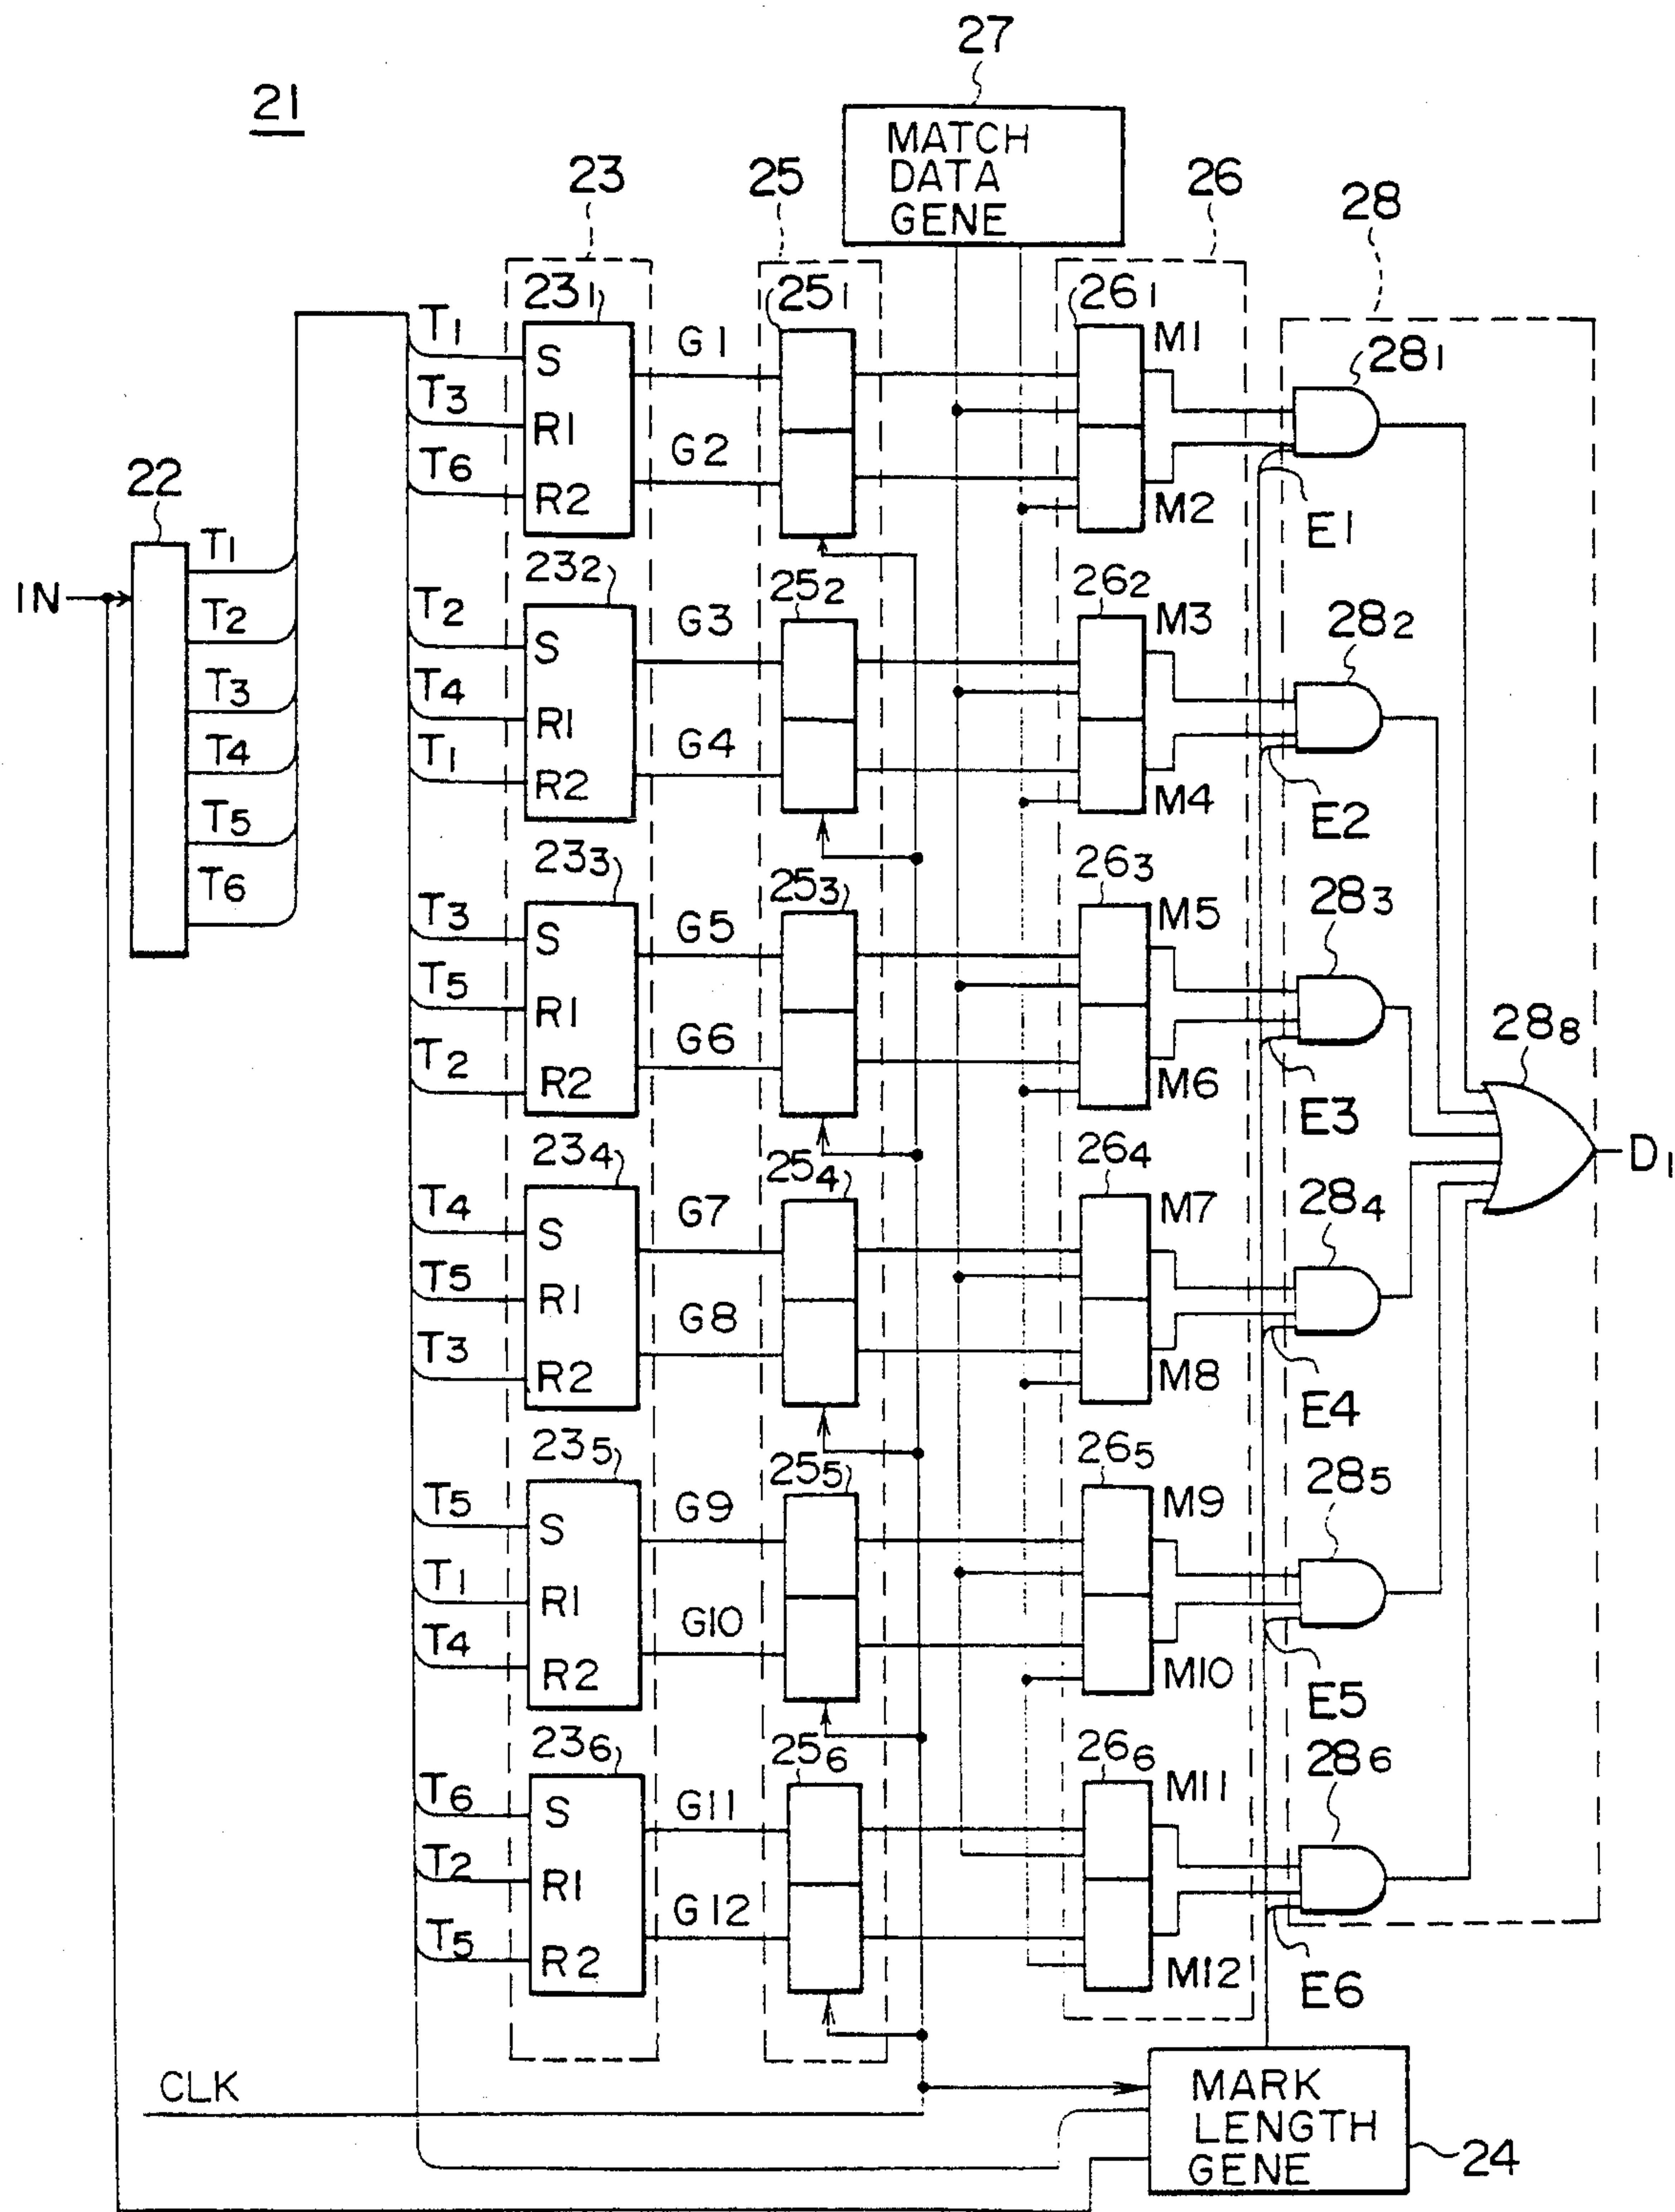 21
27
MATCH
DATA
GENE
23
25
26
28
22
IN
T1
T2
T3
T4
T5
T6
T1
T3
T6
231
S
R1
R2
G1
G2
251
261
M1
M2
281
E1
T2
T4
T1
232
S
R1
R2
G3
G4
252
262
M3
M4
282
E2
T3
T5
T2
233
S
R1
R2
G5
G6
253
263
M5
M6
283
E3
288
D1
T4
T5
T3
234
S
R1
R2
G7
G8
254
264
M7
M8
284
E4
T5
T1
T4
235
S
R1
R2
G9
G10
255
265
M9
M10
285
E5
T6
T2
T5
236
S
R1
R2
G11
G12
256
266
M11
M12
286
E6
CLK
MARK
LENGTH
GENE
24